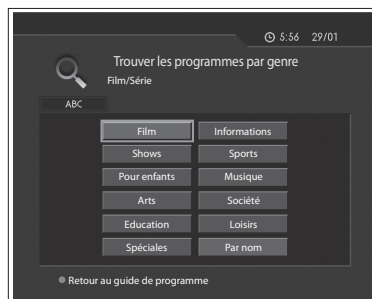 5:56 29/01
Trouver les programmes par genre
Film/Série
ABC
Film Informations
Shows Sports
Pour enfants Musique
Arts Société
Education Loisirs
Spéciales Par nom
Retour au guide de programme